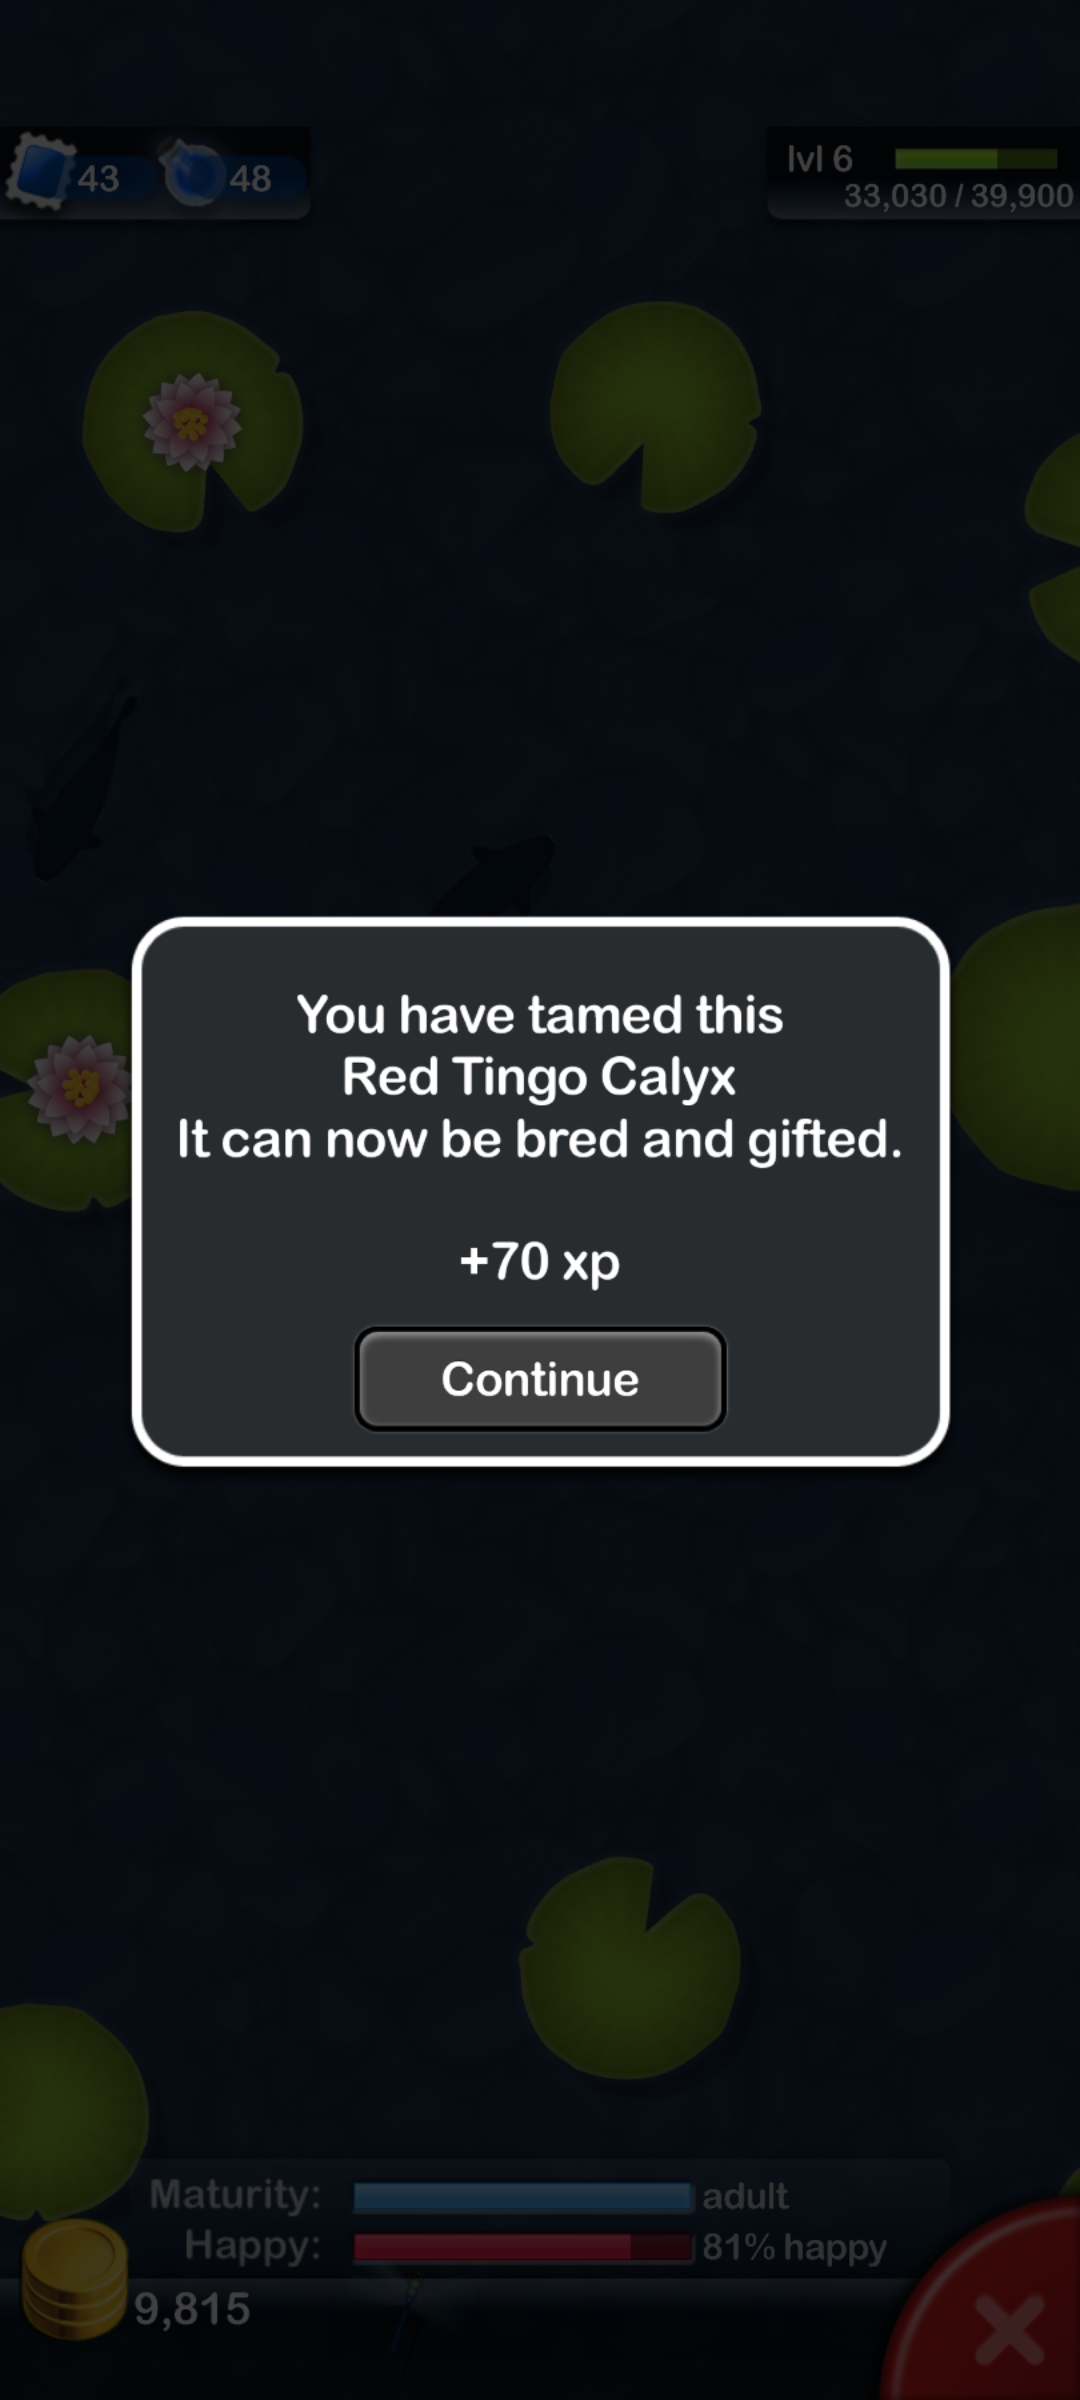 43
48
lvl 6
33,030 / 39,900
You have tamed this
Red Tingo Calyx
It can now be bred and gifted.
+70 xp
Continue
Maturity: adult
Happy: 81% happy
9,815